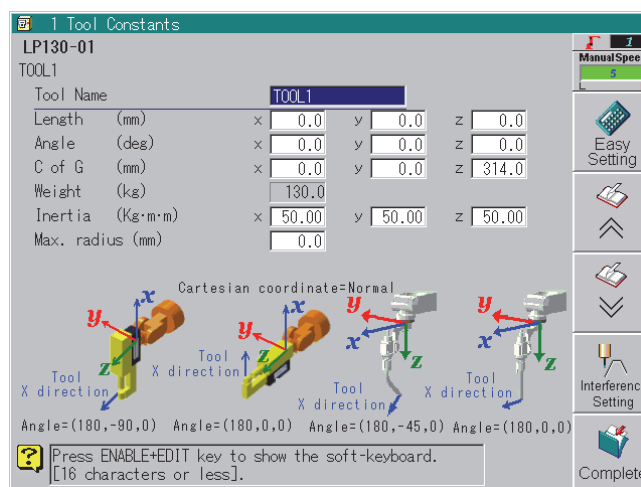 1 Tool Constants
LP130-01
TOOL1
1
Manual Spee
5
L
Tool Name TOOL1
Length (mm) x 0.0 y 0.0 z 0.0
Angle (deg) x 0.0 y 0.0 z 0.0
C of G (mm) x 0.0 y 0.0 z 314.0
Weight (kg) 130.0
Inertia (Kg·m·m) x 50.00 y 50.00 z 50.00
Max. radius (mm) 0.0
Easy
Setting
Cartesian coordinate=Normal
x y z
x y z
y x z
y x z
Tool
X direction
Tool
X direction
Tool
X direction
Tool
X direction
Angle=(180,-90,0) Angle=(180,0,0) Angle=(180,-45,0) Angle=(180,0,0)
Interferenc
Setting
? Press ENABLE+EDIT key to show the soft-keyboard.
[16 characters or less].
Complete